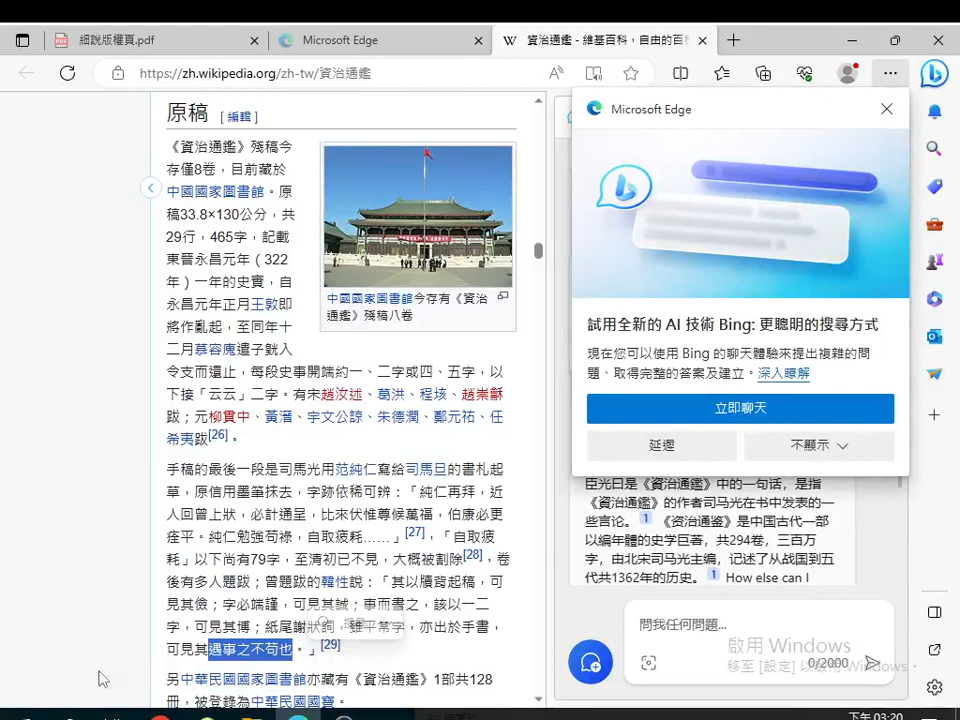 細說版權頁.pdf
Microsoft Edge
W 資治通鑑 - 維基百科，自由的百
https://zh.wikipedia.org/zh-tw/資治通鑑
原稿 [編輯]
《資治通鑑》殘稿今
存僅8卷，目前藏於
中國國家圖書館。原
稿33.8×130公分，共
29行，465字，記載
東晉永昌元年（322
年）一年的史實，自
永昌元年正月王敦即
將作亂起，至同年十
二月慕容廆遣子皝入
令支而還止，每段史事開端約一、二字或四、五字，以
下接「云云」二字。有宋趙汝述、葛洪、程垓、趙崇龢
跋；元柳貫中、黃溍、宇文公諒、朱德潤、鄭元祐、任
希夷跋[26]。
中國國家圖書館今存有《資治
通鑑》殘稿八卷
手稿的最後一段是司馬光用范純仁寫給司馬旦的書札起
草，原信用墨筆抹去，字跡依稀可辨：「純仁再拜，近
人回曾上狀，必計通呈，比來伏惟尊候萬福，伯康必更
痊平。純仁勉強苟祿，自取疲耗……」[27]，「自取疲
耗」以下尚有79字，至清初已不見，大概被割除[28]，卷
後有多人題跋；曾題跋的韓性說：「其以牘背起稿，可
見其儉；字必端謹，可見其誠；事而書之，該以一二
字，可見其博；紙尾謝狀詞，雖平常字，亦出於手書，
可見其遇事之不苟也。」[29]
另中華民國國家圖書館亦藏有《資治通鑑》1部共128
冊，被登錄為中華民國國寶。
Microsoft Edge
試用全新的 AI 技術 Bing: 更聰明的搜尋方式
現在您可以使用 Bing 的聊天體驗來提出複雜的問
題、取得完整的答案及建立。深入瞭解
立即聊天
延遲
不顯示
臣光曰是《資治通鑑》中的一句话，是指
《資治通鑑》的作者司马光在书中发表的一
些言论。1 《资治通鉴》是中国古代一部
以编年體的史学巨著，共294卷，三百万
字，由北宋司马光主编，记述了从战国到五
代共1362年的历史。1 How else can I
問我任何問題...
0/2000
啟用 Windows
移至 [設定] 以啟用 Windows。
下午 03:20